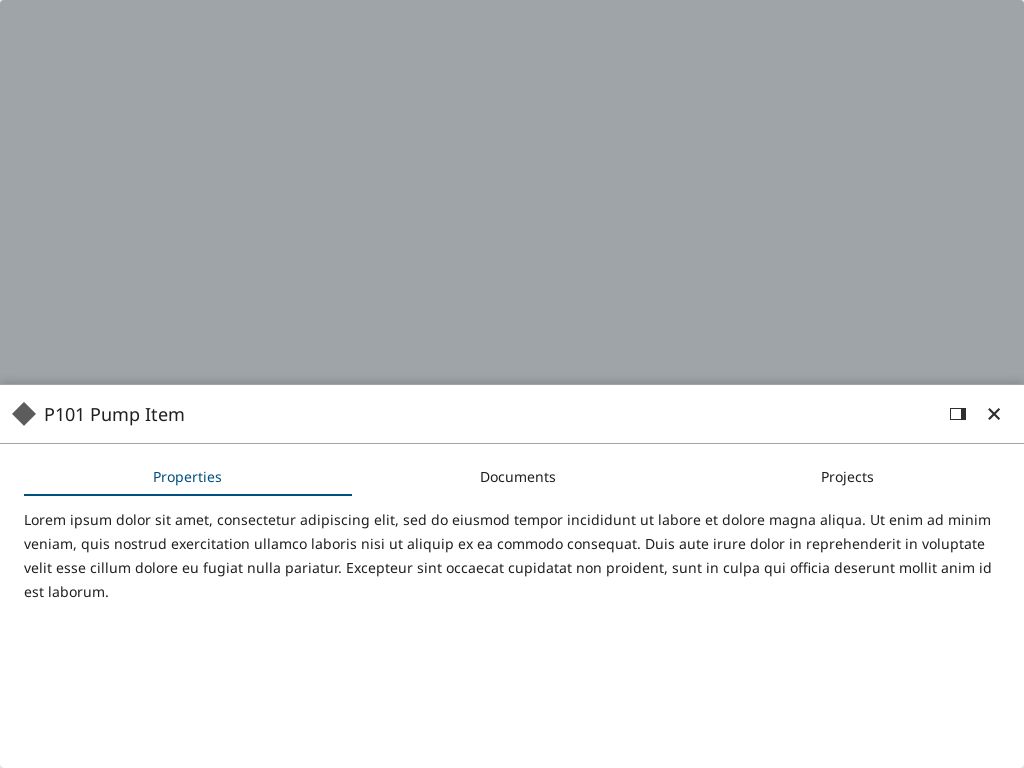 P101 Pump Item
Properties
Documents
Projects
Lorem ipsum dolor sit amet, consectetur adipiscing elit, sed do eiusmod tempor incididunt ut labore et dolore magna aliqua. Ut enim ad minim
veniam, quis nostrud exercitation ullamco laboris nisi ut aliquip ex ea commodo consequat. Duis aute irure dolor in reprehenderit in voluptate
velit esse cillum dolore eu fugiat nulla pariatur. Excepteur sint occaecat cupidatat non proident, sunt in culpa qui officia deserunt mollit anim id
est laborum.